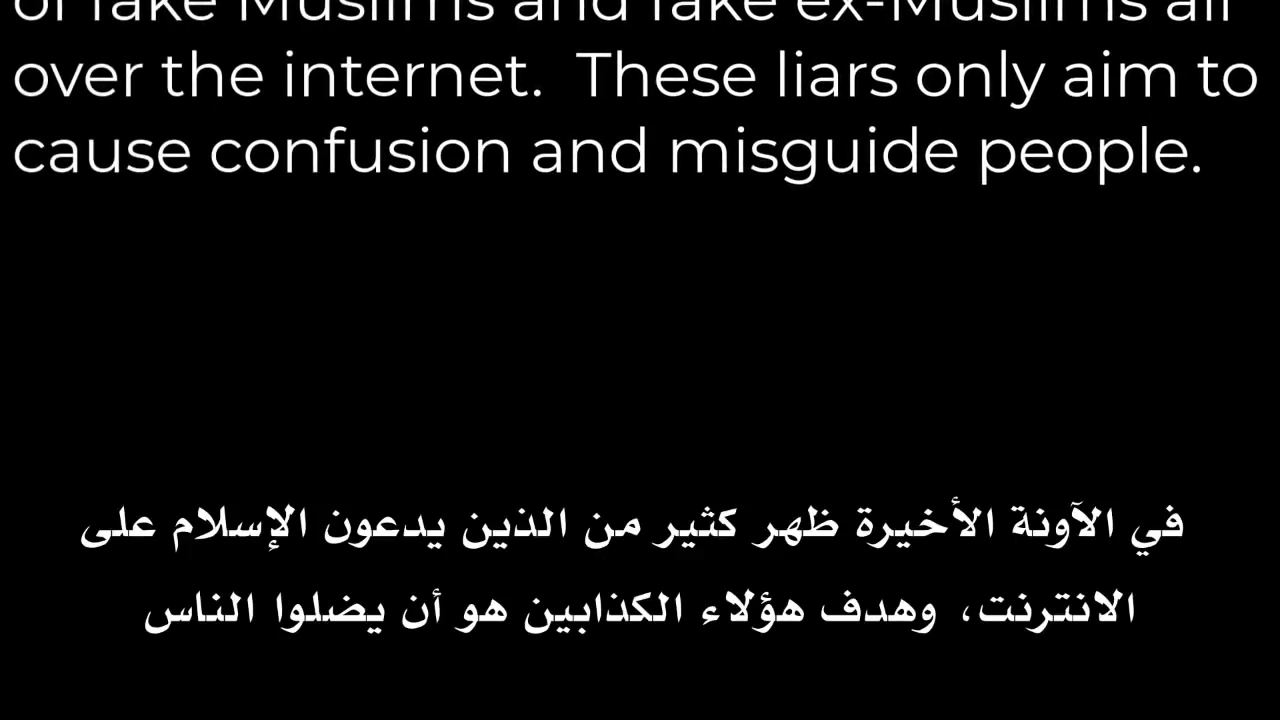 of fake Muslims and fake ex-Muslims all
over the internet.  These liars only aim to
cause confusion and misguide people.
في الآونة الأخيرة ظهر كثير من الذين يدعون الإسلام على
الانترنت، وهدف هؤلاء الكذابين هو أن يضلوا الناس